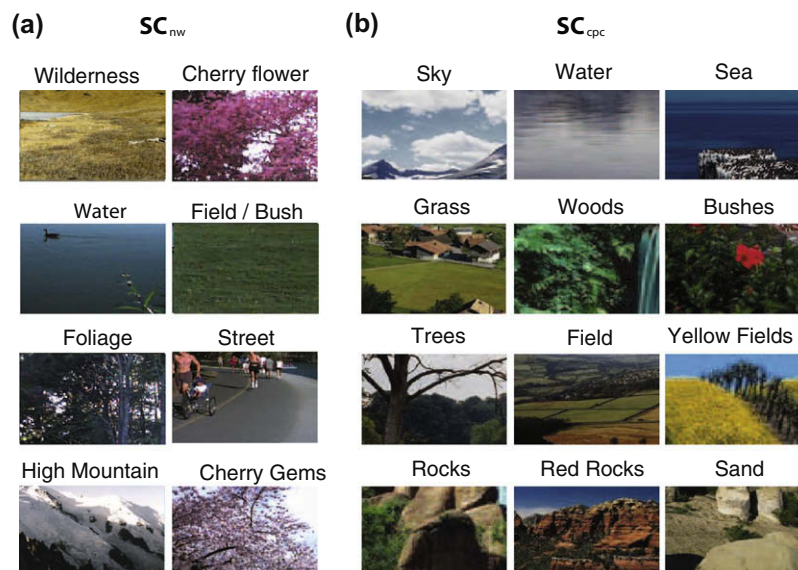 (a) SCnw
Wilderness Cherry flower
Water Field / Bush
Foliage Street
High Mountain Cherry Gems
(b) SCcpc
Sky Water Sea
Grass Woods Bushes
Trees Field Yellow Fields
Rocks Red Rocks Sand